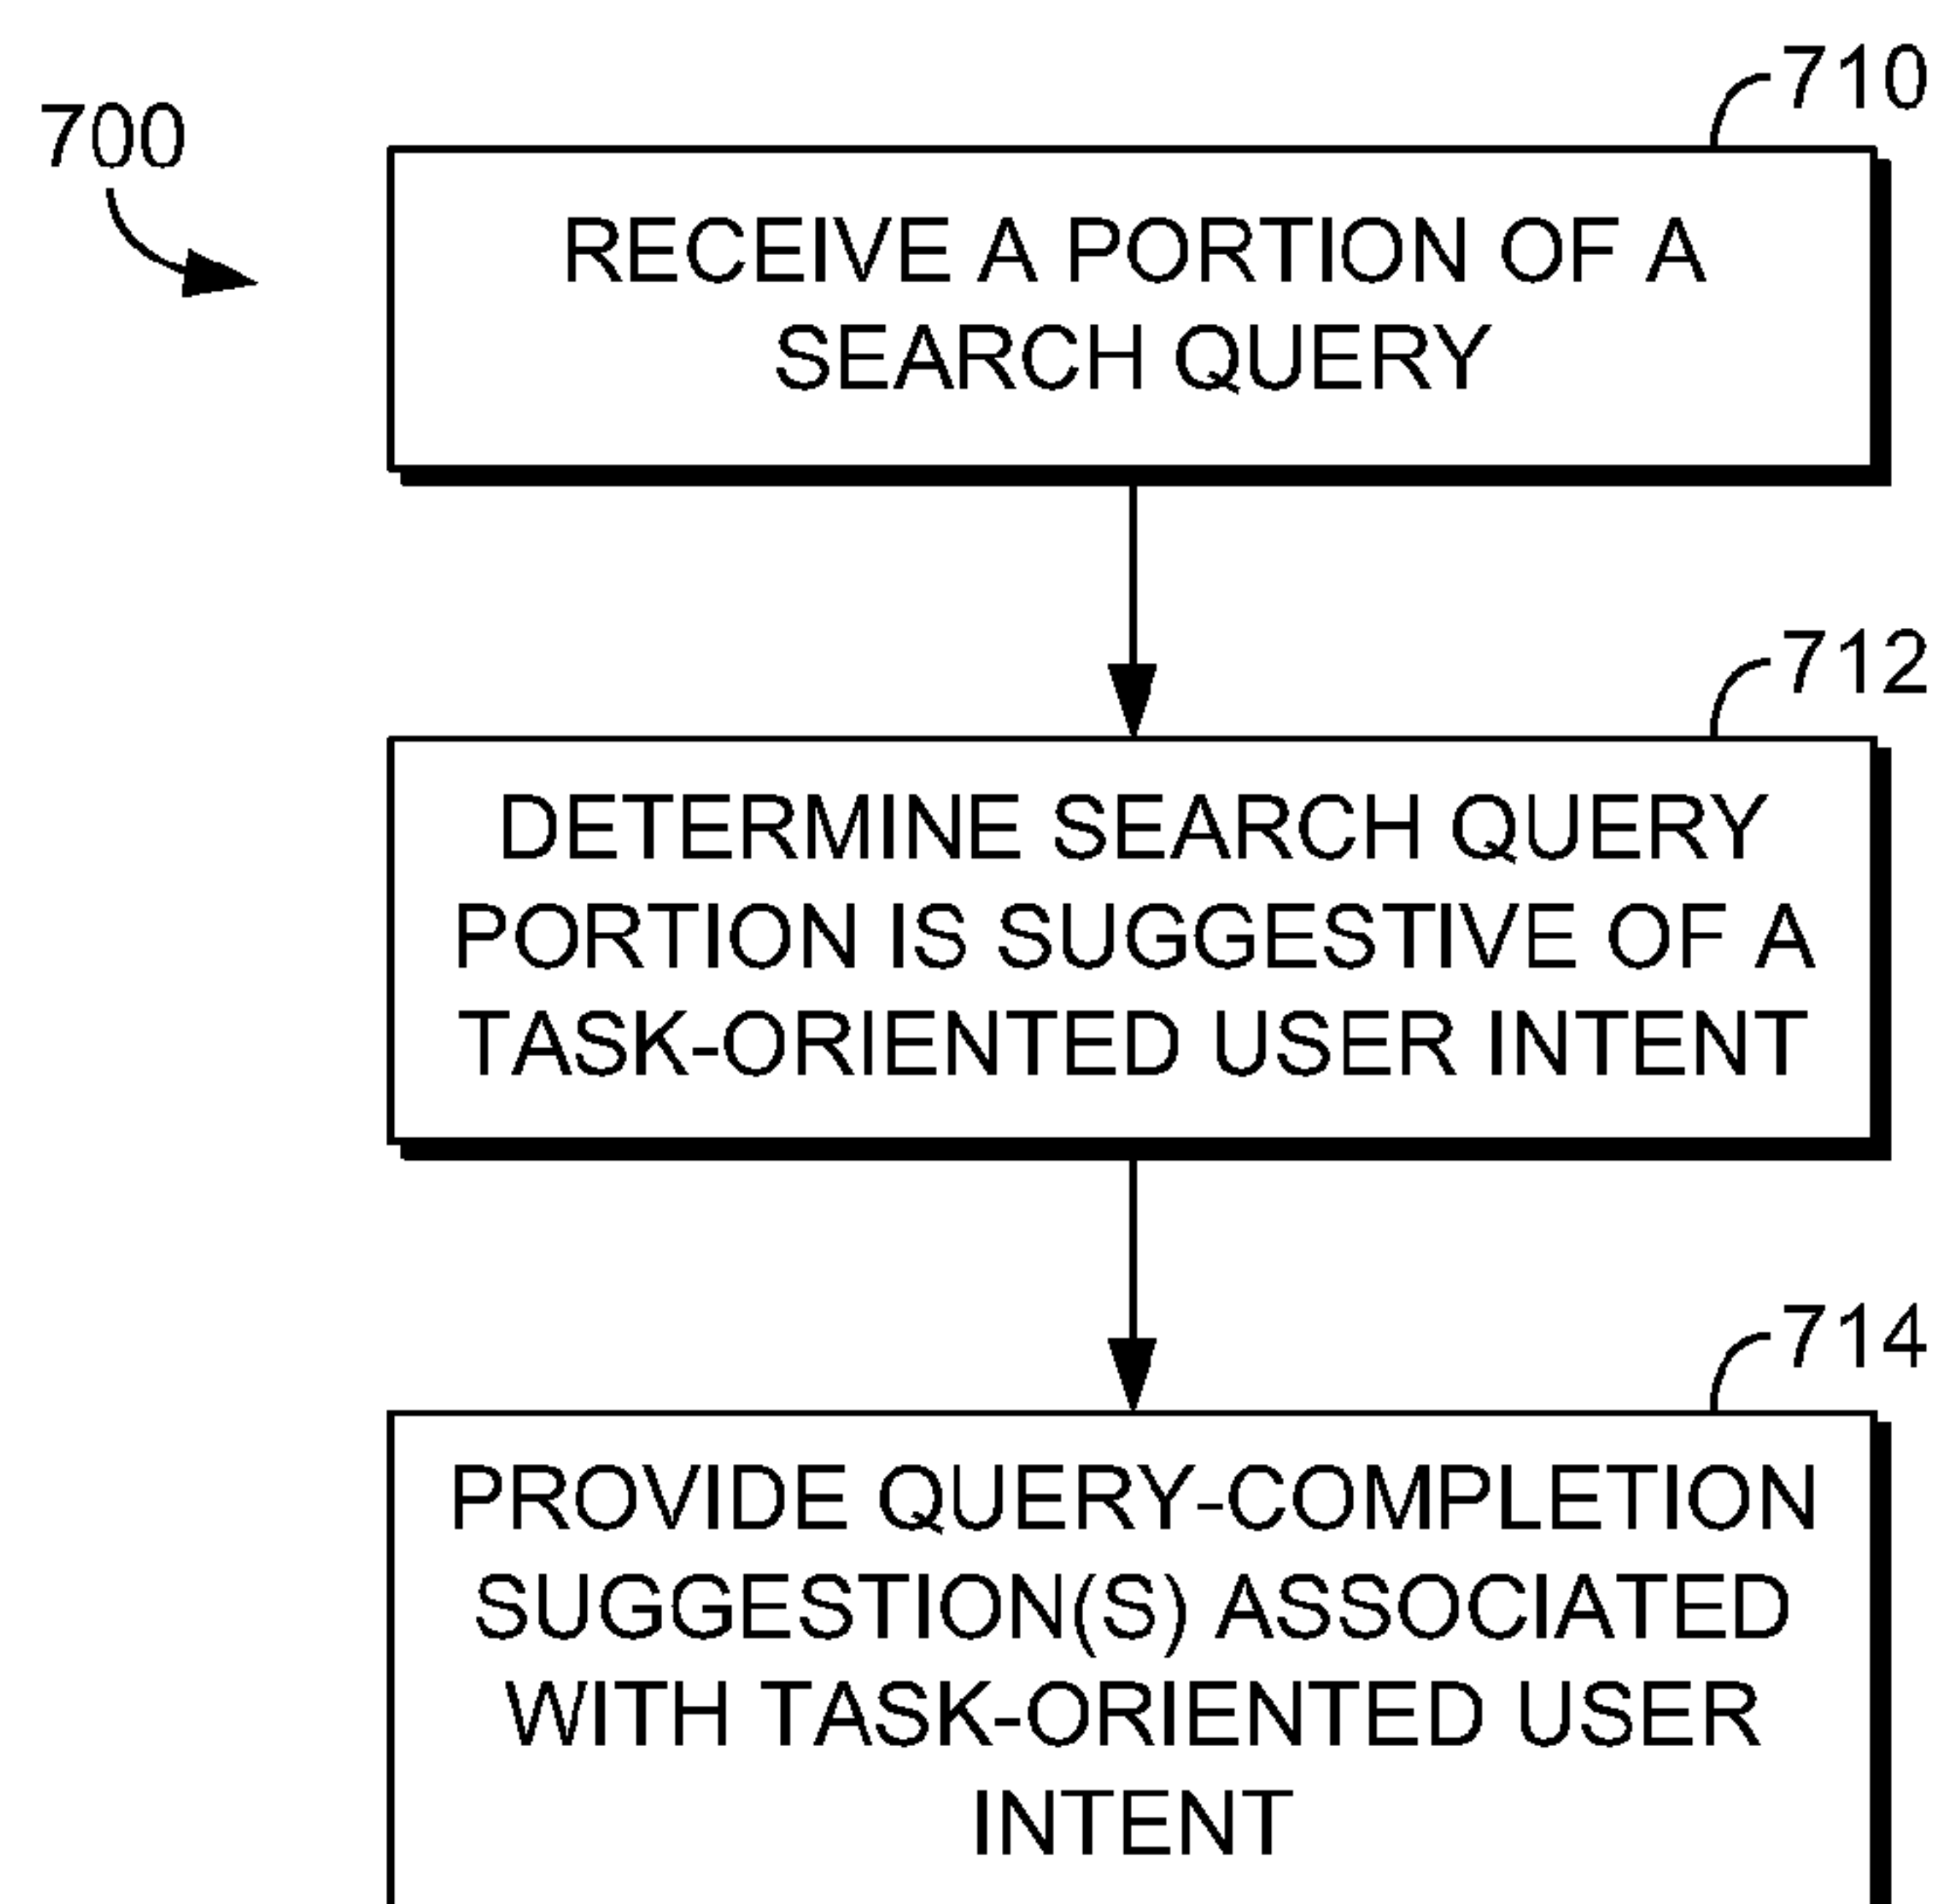 710
700
RECEIVE A PORTION OF A
SEARCH QUERY
712
DETERMINE SEARCH QUERY
PORTION IS SUGGESTIVE OF A
TASK-ORIENTED USER INTENT
714
PROVIDE QUERY-COMPLETION
SUGGESTION(S) ASSOCIATED
WITH TASK-ORIENTED USER
INTENT